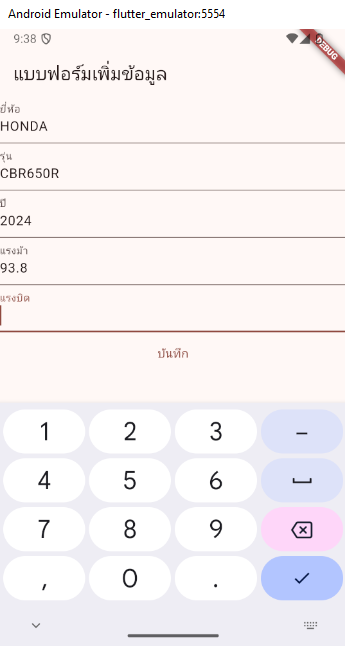 Android Emulator - flutter_emulator:5554
9:38
DEBUG
แบบฟอร์มเพิ่มข้อมูล
ยี่ห้อ
HONDA
รุ่น
CBR650R
ปี
2024
แรงม้า
93.8
แรงบิด
บันทึก
1 2 3 –
4 5 6
7 8 9
, 0 .